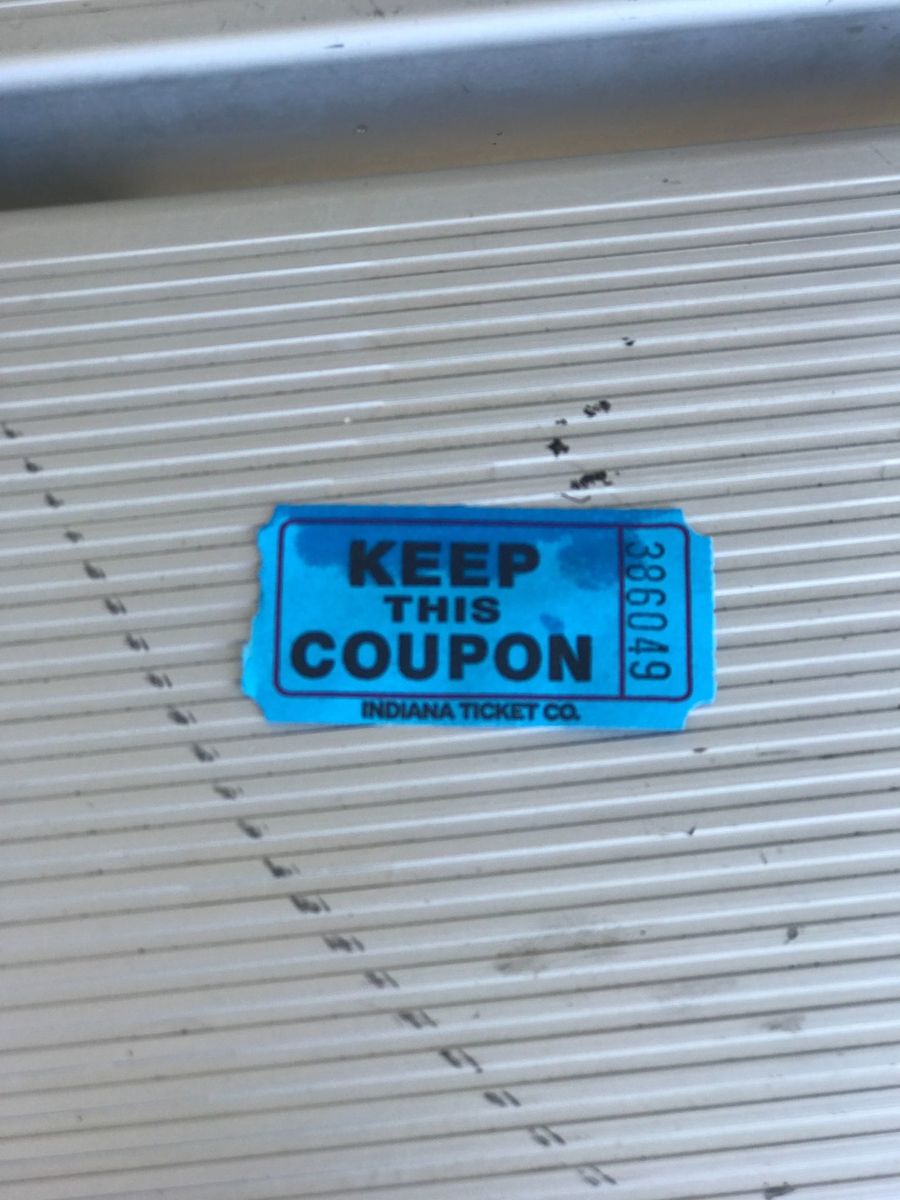 KEEP
THIS
COUPON
386049
INDIANA TICKET CO.